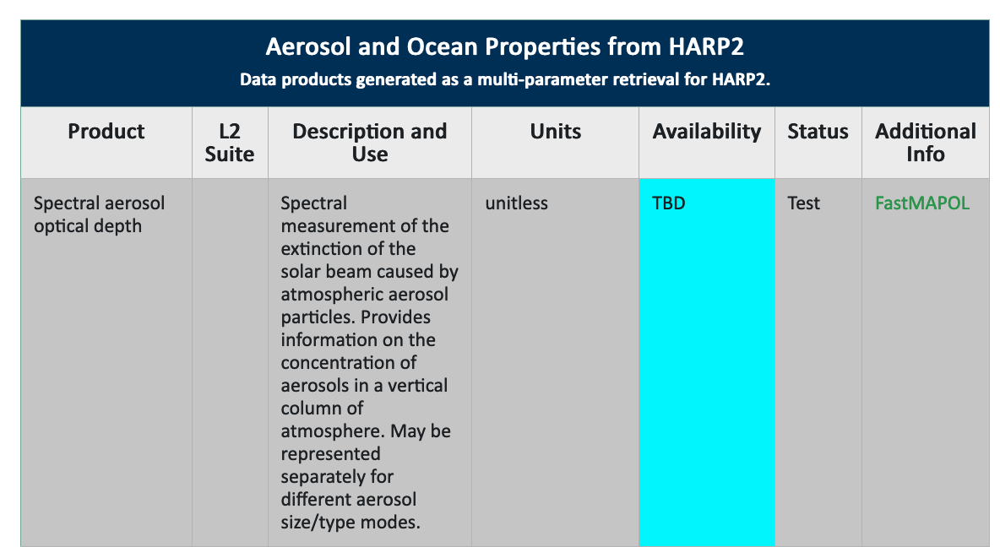 Aerosol and Ocean Properties from HARP2
Data products generated as a multi-parameter retrieval for HARP2.
Product
L2
Suite
Description and
Use
Units
Availability
Status
Additional
Info
Spectral aerosol
optical depth
Spectral
measurement of the
extinction of the
solar beam caused by
atmospheric aerosol
particles. Provides
information on the
concentration of
aerosols in a vertical
column of
atmosphere. May be
represented
separately for
different aerosol
size/type modes.
unitless
TBD
Test
FastMAPOL